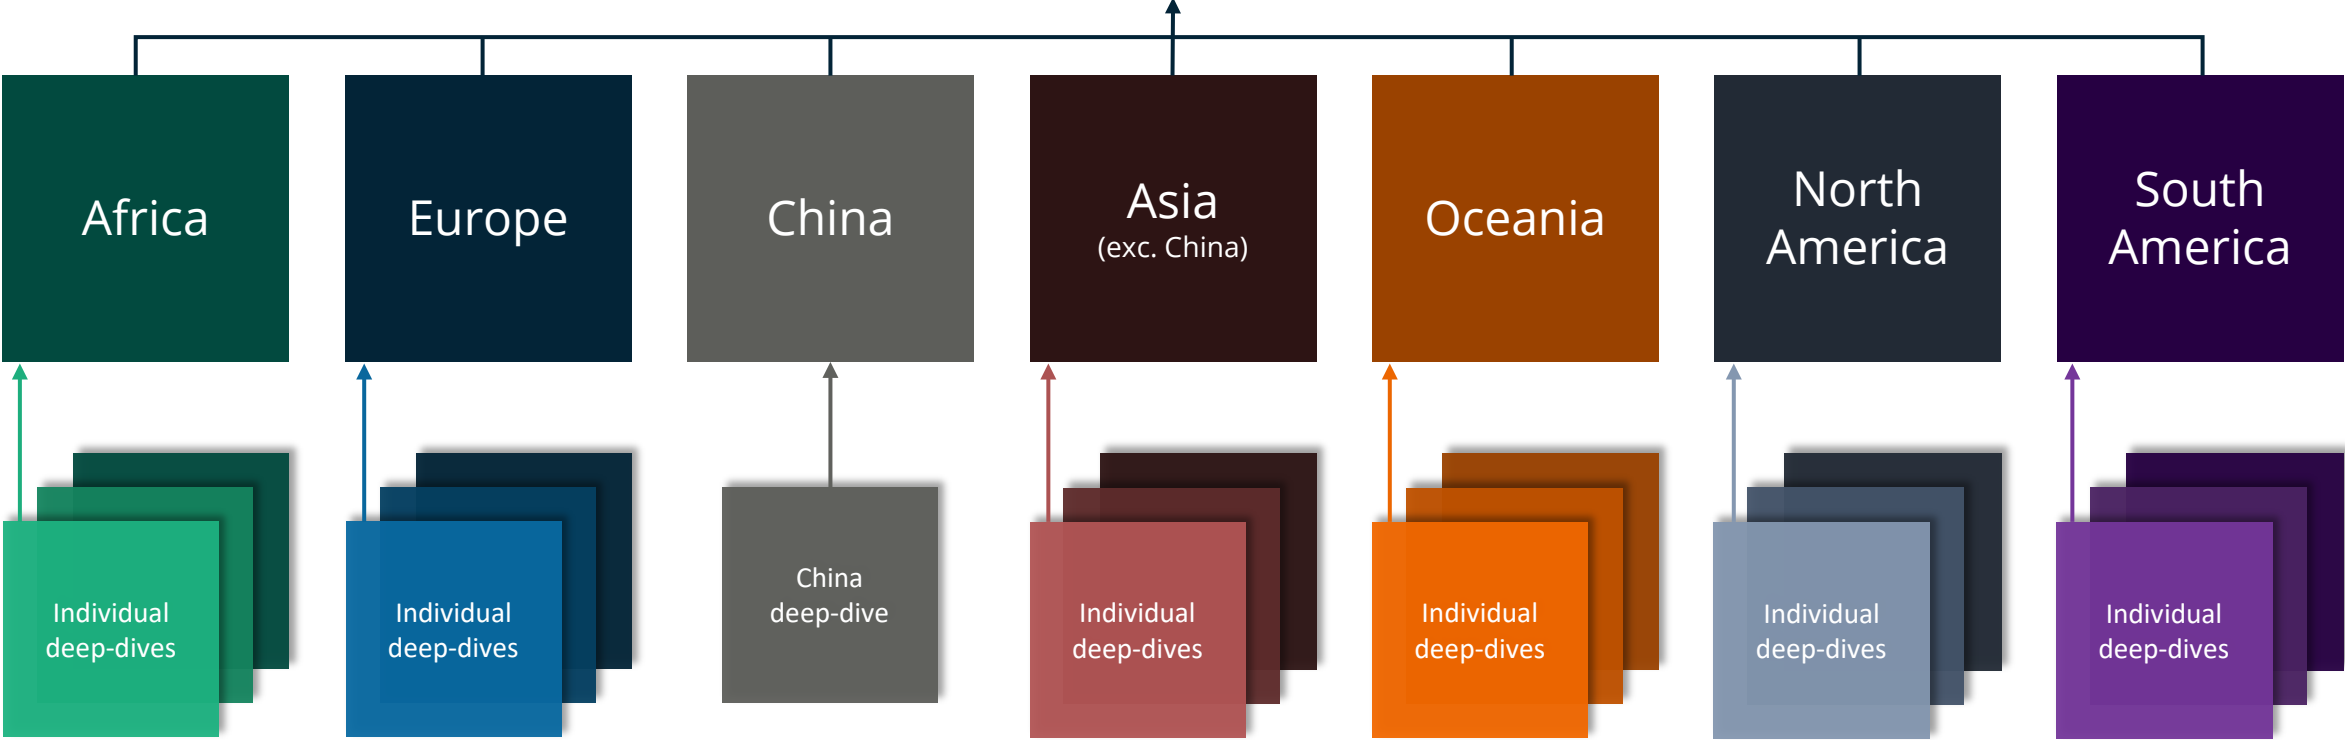 Africa
Europe
China
Asia
(exc. China)
Oceania
North
America
South
America
Individual
deep-dives
Individual
deep-dives
China
deep-dive
Individual
deep-dives
Individual
deep-dives
Individual
deep-dives
Individual
deep-dives